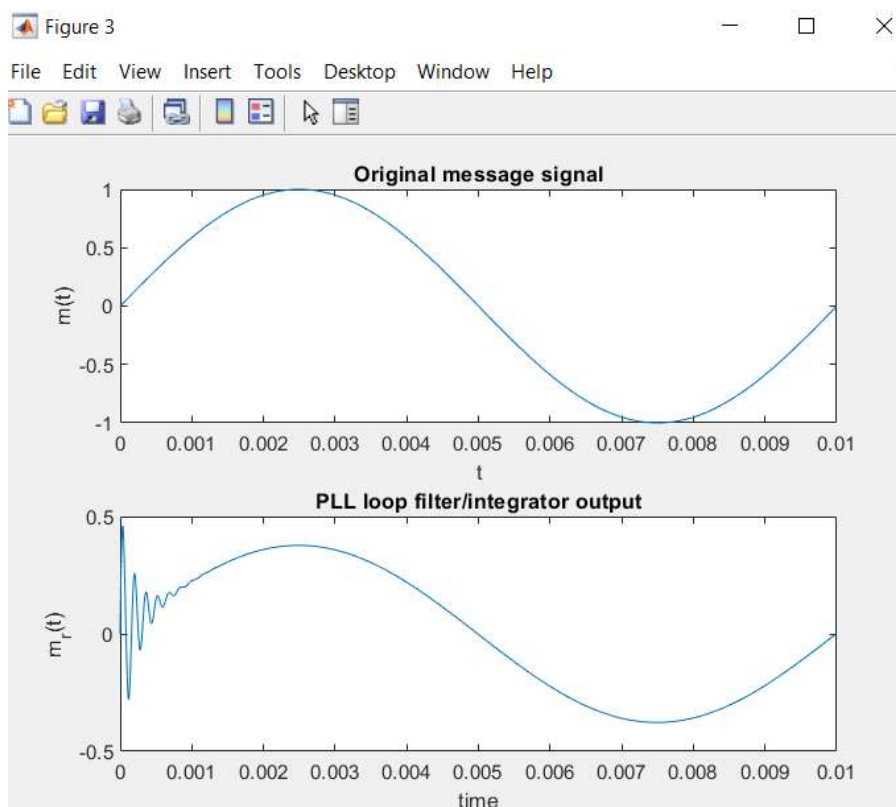 Figure 3
File Edit View Insert Tools Desktop Window Help
Original message signal
1
0.5
0
-0.5
-1
m(t)
0 0.001 0.002 0.003 0.004 0.005 0.006 0.007 0.008 0.009 0.01
t
PLL loop filter/integrator output
0.5
0
-0.5
m_r(t)
0 0.001 0.002 0.003 0.004 0.005 0.006 0.007 0.008 0.009 0.01
time